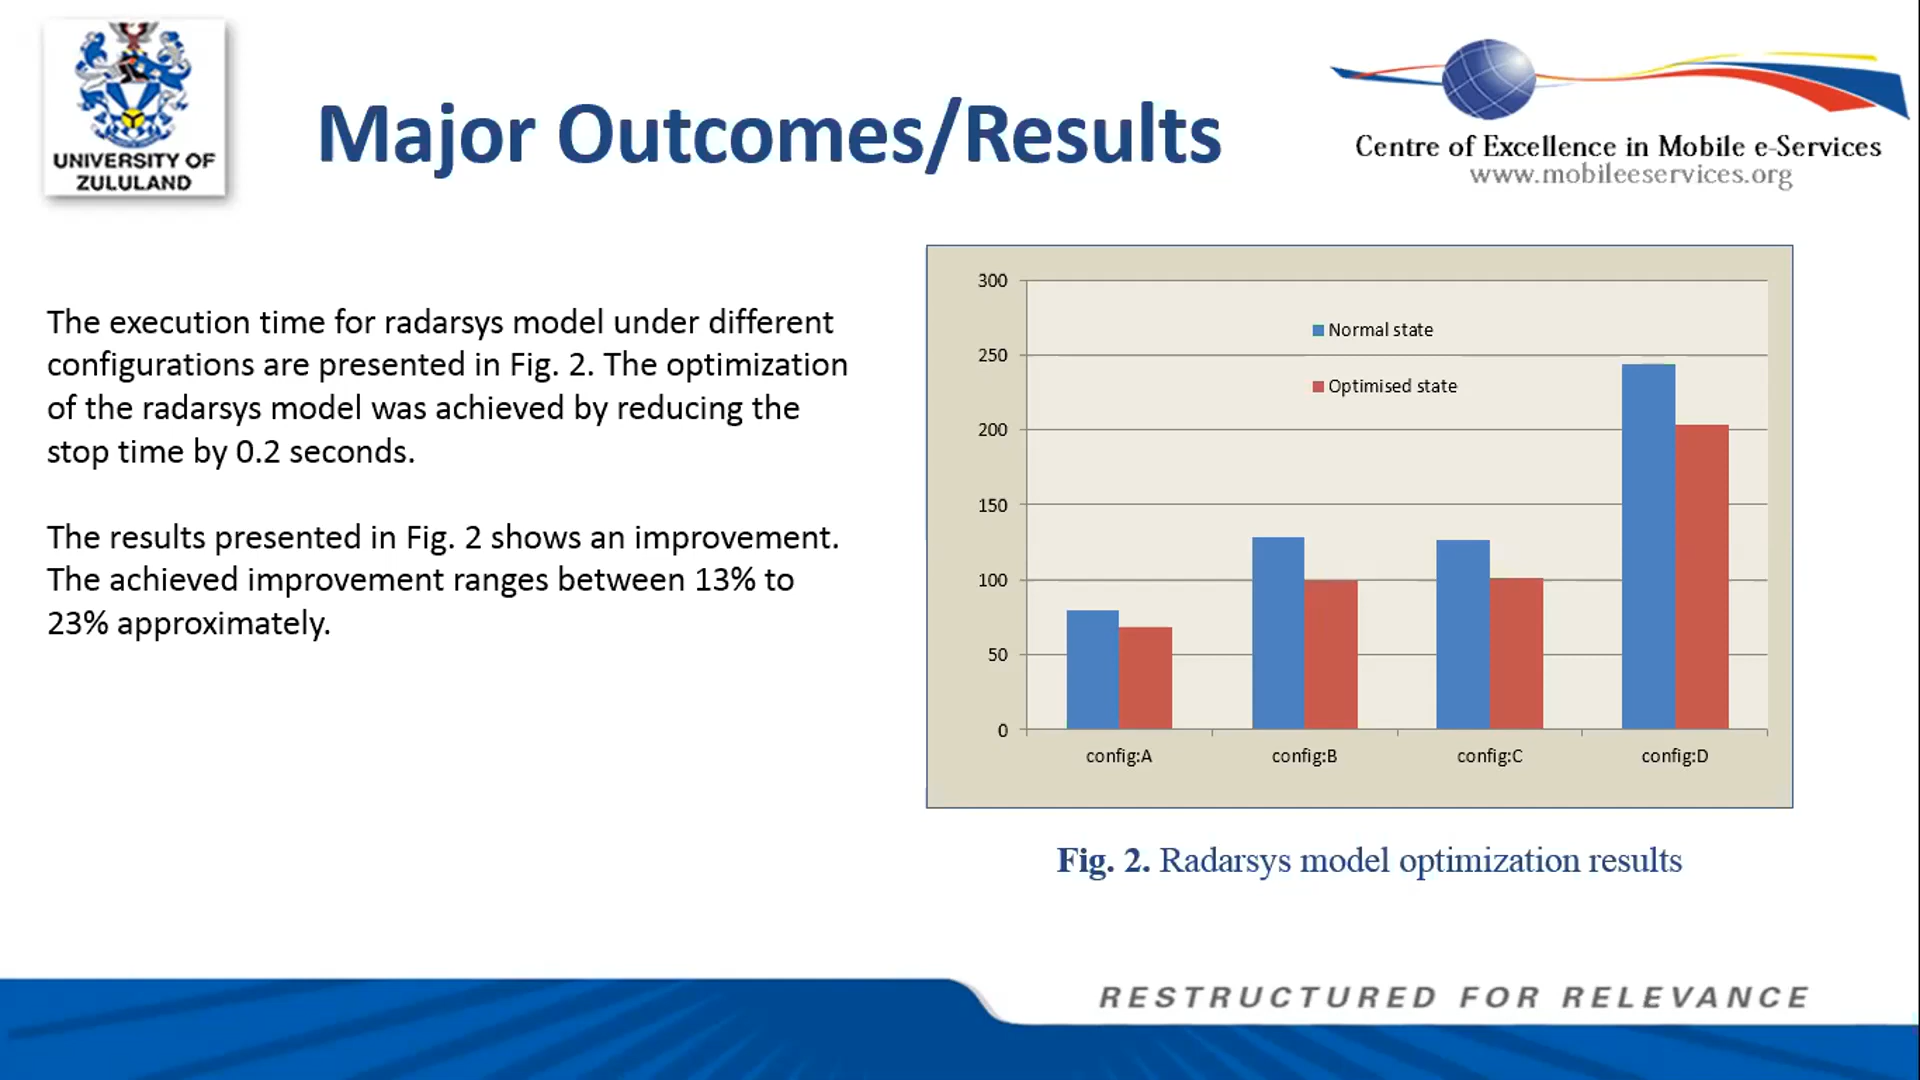 UNIVERSITY OF
ZULULAND
Major Outcomes/Results
Centre of Excellence in Mobile e-Services
www.mobileeservices.org
The execution time for radarsys model under different
configurations are presented in Fig. 2. The optimization
of the radarsys model was achieved by reducing the
stop time by 0.2 seconds.
The results presented in Fig. 2 shows an improvement.
The achieved improvement ranges between 13% to
23% approximately.
300
250
200
150
100
50
0
Normal state
Optimised state
config:A config:B config:C config:D
Fig. 2. Radarsys model optimization results
RESTRUCTURED FOR RELEVANCE